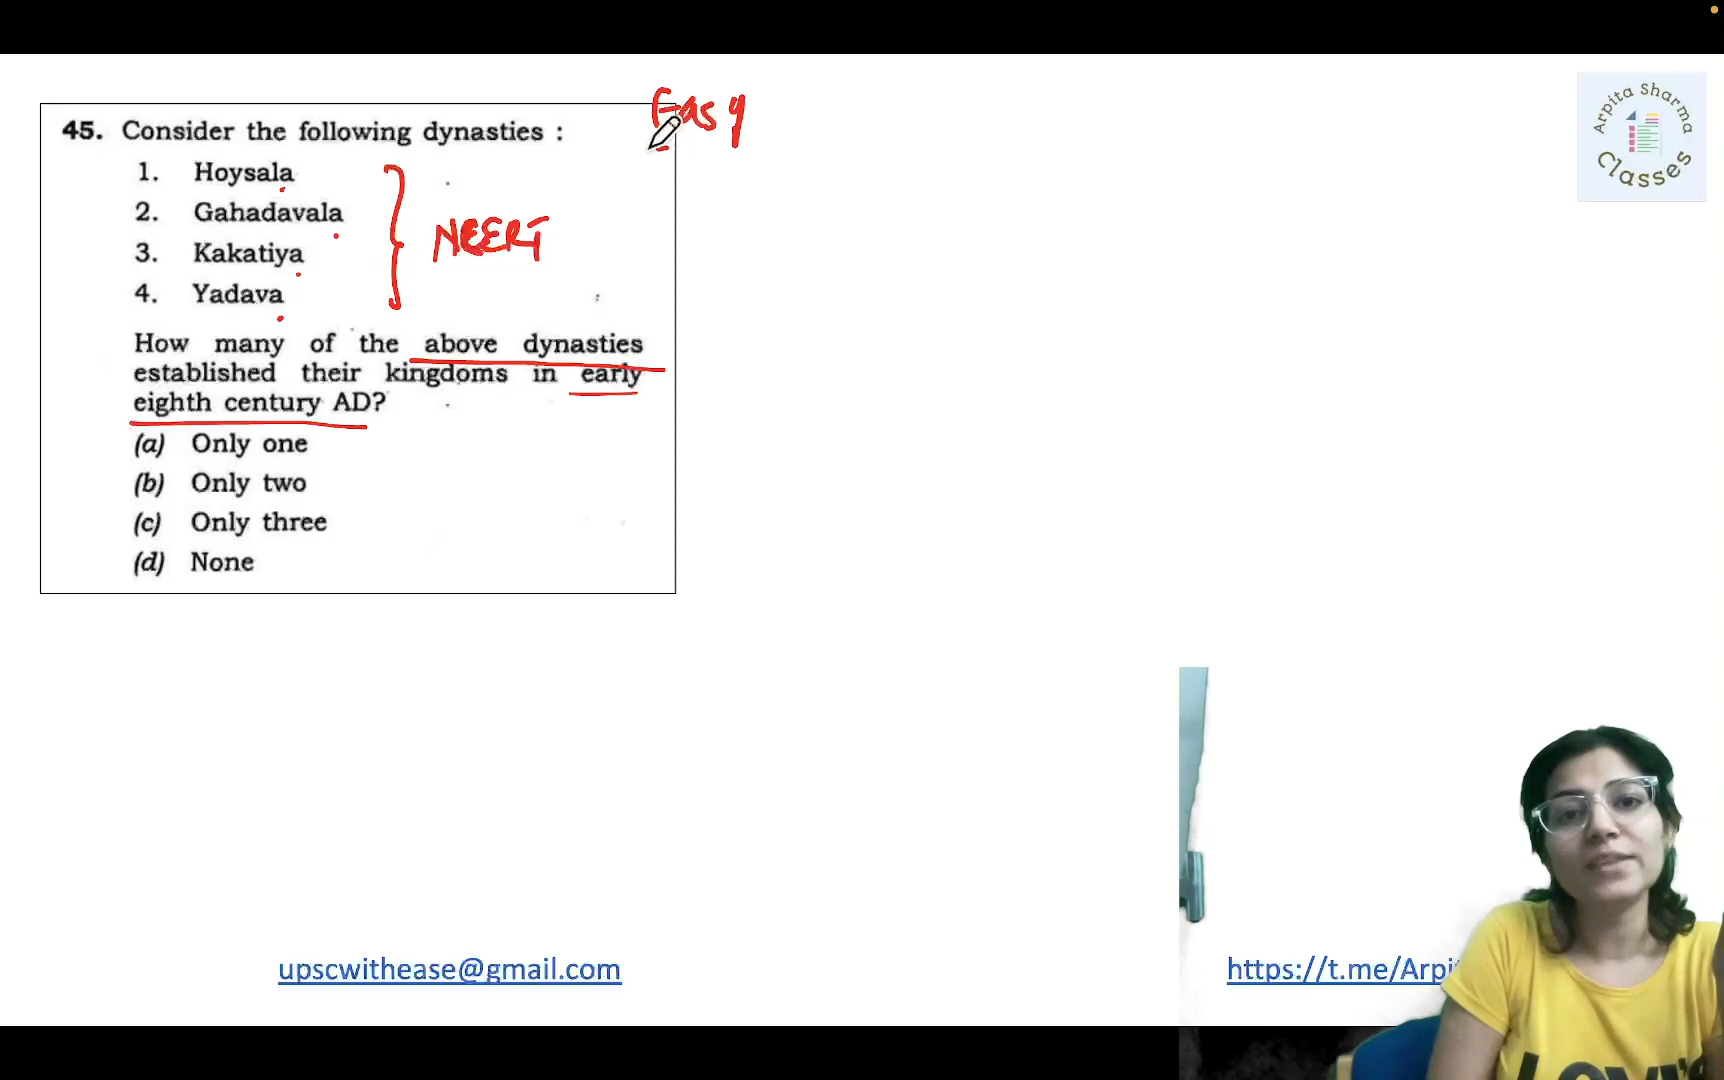 Easy
45. Consider the following dynasties :
1. Hoysala
2. Gahadavala
3. Kakatiya
4. Yadava
NCERT
How many of the above dynasties
established their kingdoms in early
eighth century AD?
(a) Only one
(b) Only two
(c) Only three
(d) None
Arpita Sharma
Classes
upscwithease@gmail.com
https://t.me/Arpi